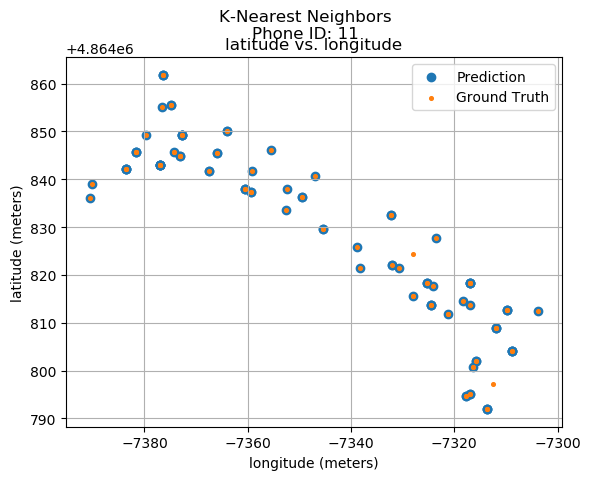 K-Nearest Neighbors
Phone ID: 11
latitude vs. longitude
+4.864e6
Prediction
Ground Truth
860
850
840
830
820
810
800
790
latitude (meters)
−7380
−7360
−7340
−7320
−7300
longitude (meters)